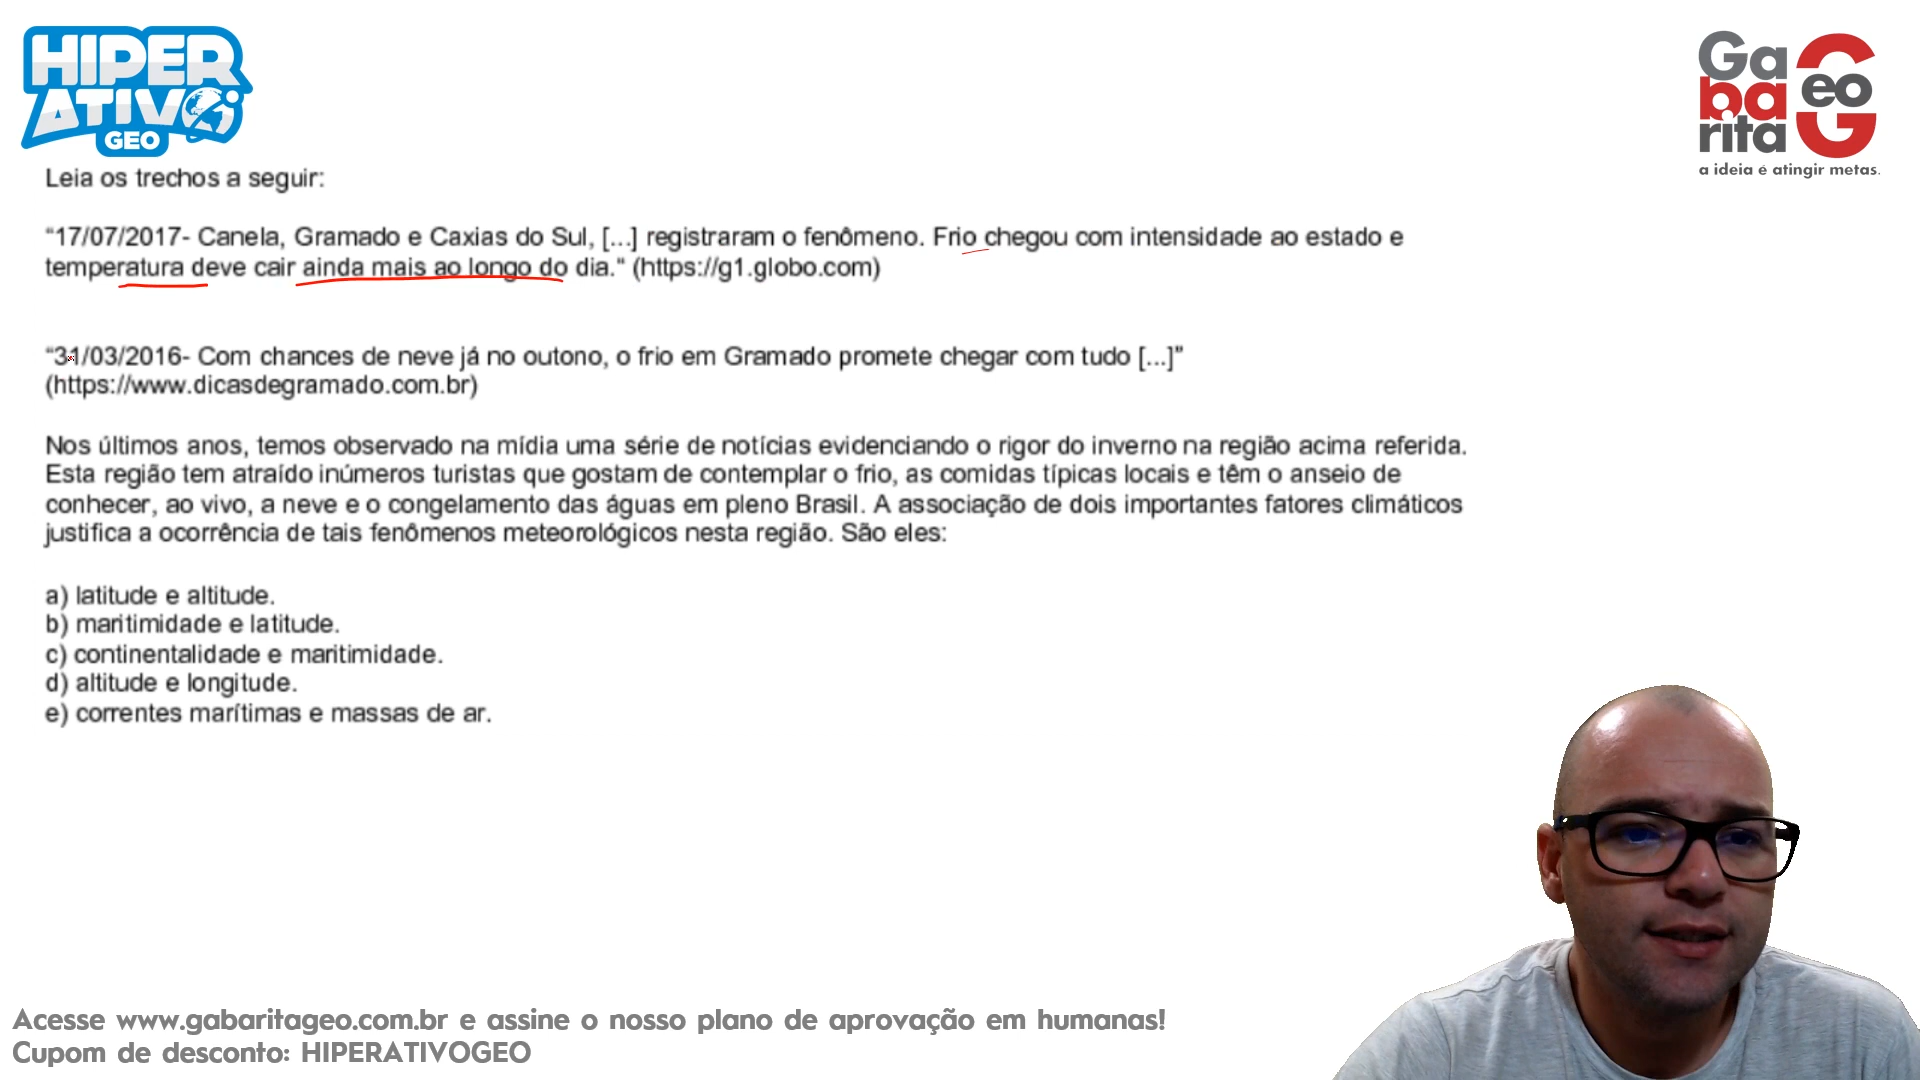 HIPER
ATIVO
GEO
Ga
ba
rita
eo
a ideia é atingir metas.
Leia os trechos a seguir:
“17/07/2017- Canela, Gramado e Caxias do Sul, [...] registraram o fenômeno. Frio chegou com intensidade ao estado e
temperatura deve cair ainda mais ao longo do dia.“ (https://g1.globo.com)
“31/03/2016- Com chances de neve já no outono, o frio em Gramado promete chegar com tudo [...]”
(https://www.dicasdegramado.com.br)
Nos últimos anos, temos observado na mídia uma série de notícias evidenciando o rigor do inverno na região acima referida.
Esta região tem atraído inúmeros turistas que gostam de contemplar o frio, as comidas típicas locais e têm o anseio de
conhecer, ao vivo, a neve e o congelamento das águas em pleno Brasil. A associação de dois importantes fatores climáticos
justifica a ocorrência de tais fenômenos meteorológicos nesta região. São eles:
a) latitude e altitude.
b) maritimidade e latitude.
c) continentalidade e maritimidade.
d) altitude e longitude.
e) correntes marítimas e massas de ar.
Acesse www.gabaritageo.com.br e assine o nosso plano de aprovação em humanas!
Cupom de desconto: HIPERATIVOGEO